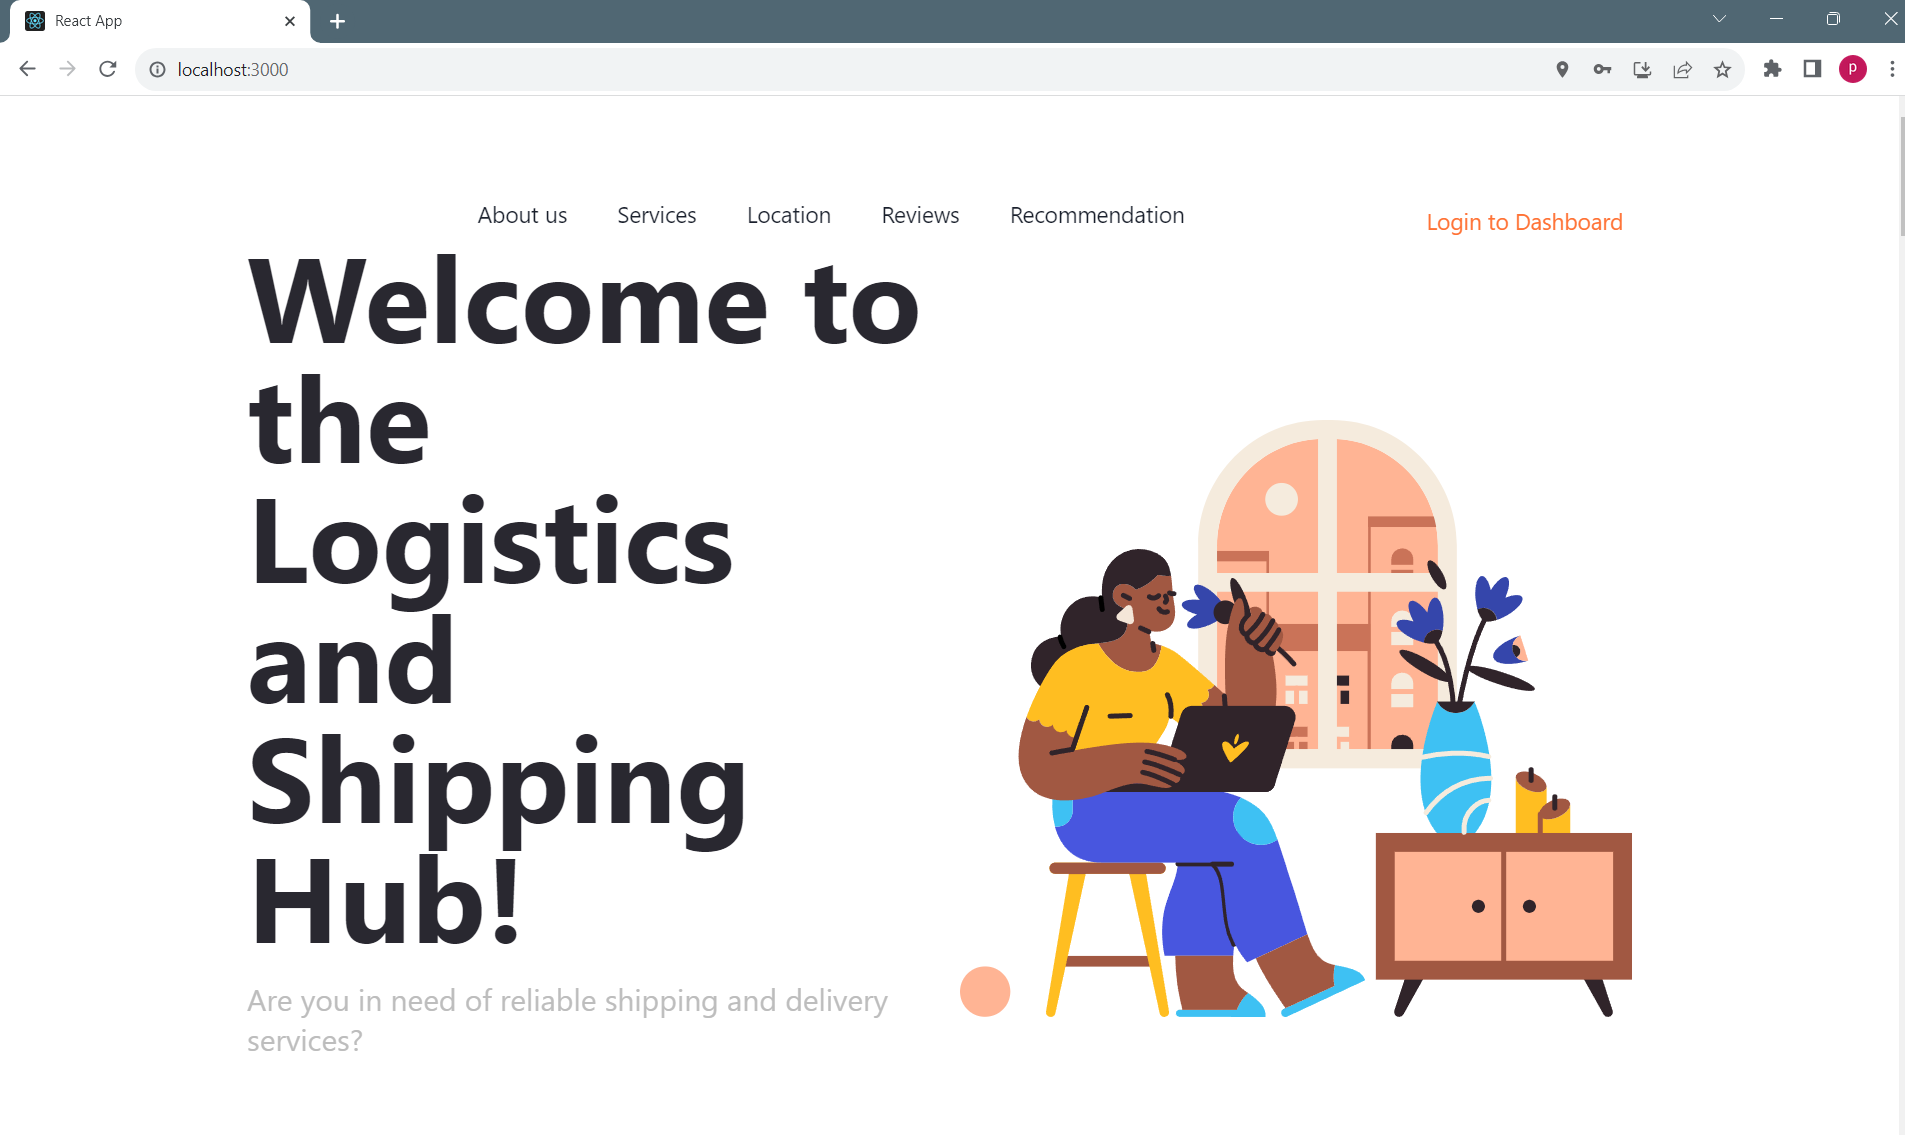 React App
localhost:3000
P
About us Services Location Reviews Recommendation Login to Dashboard
Welcome to
the
Logistics
and
Shipping
Hub!
Are you in need of reliable shipping and delivery
services?